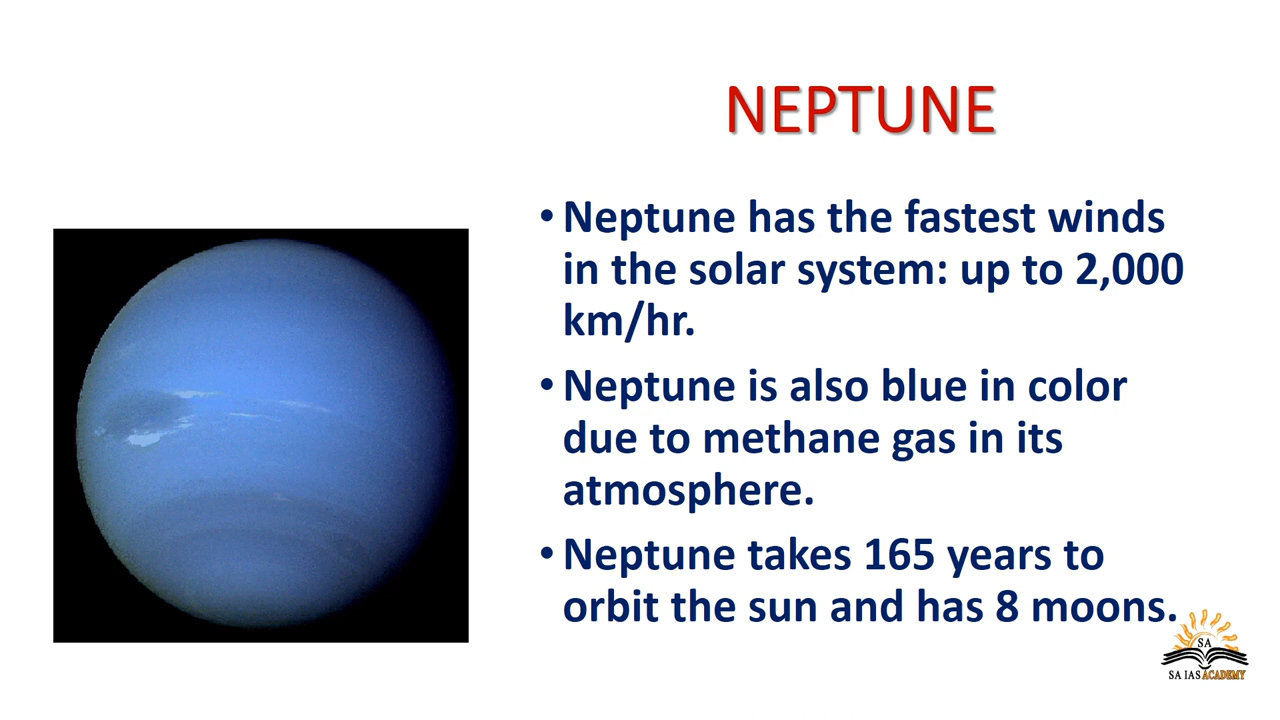 NEPTUNE
• Neptune has the fastest winds
in the solar system: up to 2,000
km/hr.
• Neptune is also blue in color
due to methane gas in its
atmosphere.
• Neptune takes 165 years to
orbit the sun and has 8 moons.
SA
SA IAS ACADEMY